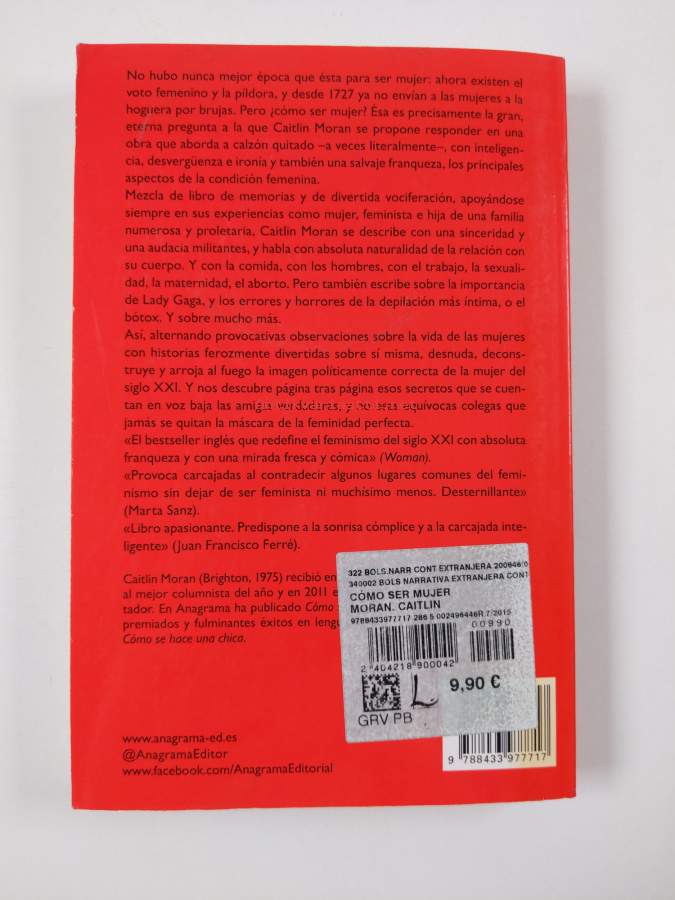 No hubo nunca mejor época que ésta para ser mujer: ahora existen el
voto femenino y la píldora, y desde 1727 ya no envían a las mujeres a la
hoguera por brujas. Pero ¿cómo ser mujer? Ésa es precisamente la gran,
eterna pregunta a la que Caitlin Moran se propone responder en una
obra que aborda a calzón quitado –a veces literalmente–, con inteligen-
cia, desvergüenza e ironía y también una salvaje franqueza, los principales
aspectos de la condición femenina.
Mezcla de libro de memorias y de divertida vociferación, apoyándose
siempre en sus experiencias como mujer, feminista e hija de una familia
numerosa y proletaria, Caitlin Moran se describe con una sinceridad y
una audacia militantes, y habla con absoluta naturalidad de la relación con
su cuerpo. Y con la comida, con los hombres, con el trabajo, la sexuali-
dad, la maternidad, el aborto. Pero también escribe sobre la importancia
de Lady Gaga, y los errores y horrores de la depilación más íntima, o el
bótox. Y sobre mucho más.
Así, alternando provocativas observaciones sobre la vida de las mujeres
con historias ferozmente divertidas sobre sí misma, desnuda, decons-
truye y arroja al fuego la imagen políticamente correcta de la mujer del
siglo XXI. Y nos descubre página tras página esos secretos que se cuen-
tan en voz baja las amigas verdaderas, y no esas equívocas colegas que
jamás se quitan la máscara de la feminidad perfecta.
«El bestseller inglés que redefine el feminismo del siglo XXI con absoluta
franqueza y con una mirada fresca y cómica» (Woman).
«Provoca carcajadas al contradecir algunos lugares comunes del femi-
nismo sin dejar de ser feminista ni muchísimo menos. Desternillante»
(Marta Sanz).
«Libro apasionante. Predispone a la sonrisa cómplice y a la carcajada inte-
ligente» (Juan Francisco Ferré).
Caitlin Moran (Brighton, 1975) recibió en
al mejor columnista del año y en 2011 e
tador. En Anagrama ha publicado Cómo
premiados y fulminantes éxitos en lengu
Cómo se hace una chica.
322 BOLS.NARR CONT EXTRANJERA 200646/0
340002 BOLS NARRATIVA EXTRANJERA CONT
CÓMO SER MUJER
MORAN. CAITLIN
9788433977717 286 5 002496446R 7/2015
00990
2 404218 900042
L 9,90 €
GRV PB
www.anagrama-ed.es
@AnagramaEditor
www.facebook.com/AnagramaEditorial
9 788433 977717